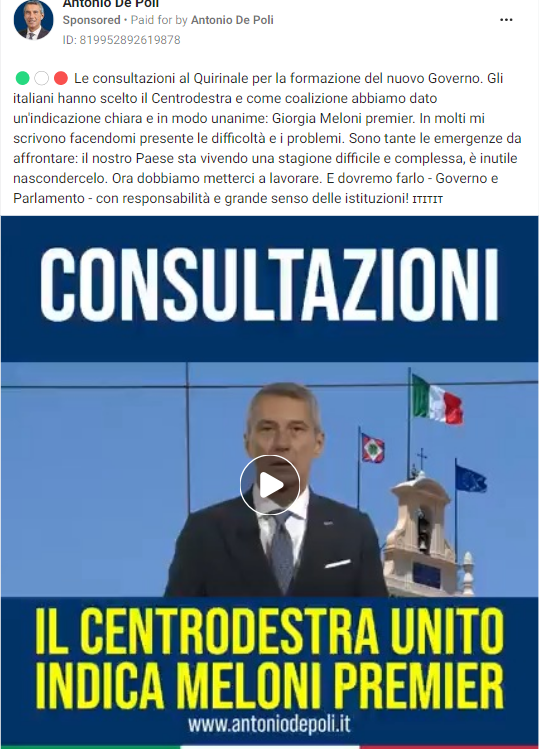 Antonio De Poli
Sponsored • Paid for by Antonio De Poli
ID: 819952892619878
Le consultazioni al Quirinale per la formazione del nuovo Governo. Gli
italiani hanno scelto il Centrodestra e come coalizione abbiamo dato
un'indicazione chiara e in modo unanime: Giorgia Meloni premier. In molti mi
scrivono facendomi presente le difficoltà e i problemi. Sono tante le emergenze da
affrontare: il nostro Paese sta vivendo una stagione difficile e complessa, è inutile
nascondercelo. Ora dobbiamo metterci a lavorare. E dovremo farlo - Governo e
Parlamento - con responsabilità e grande senso delle istituzioni! ITITIT
CONSULTAZIONI
IL CENTRODESTRA UNITO
INDICA MELONI PREMIER
www.antoniodepoli.it